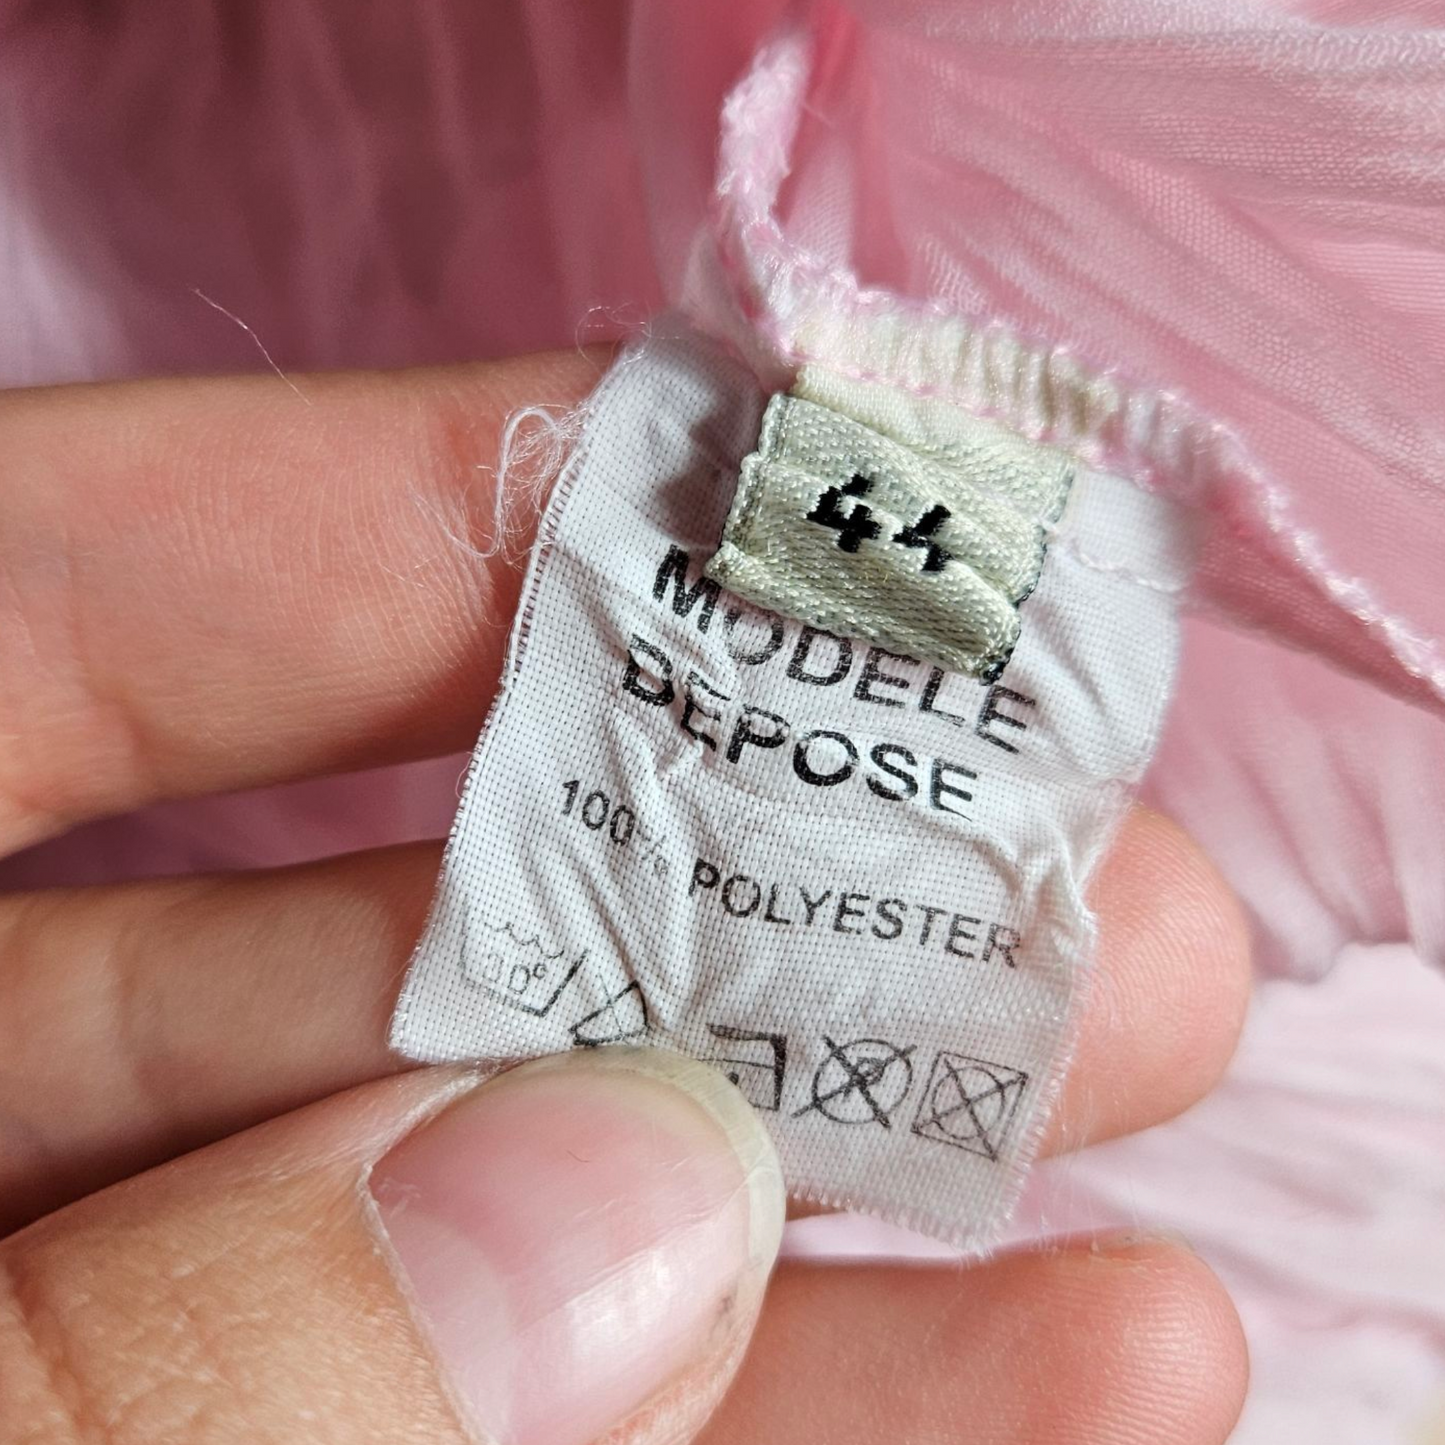 44
MODELE
DEPOSE
100% POLYESTER
30°
P